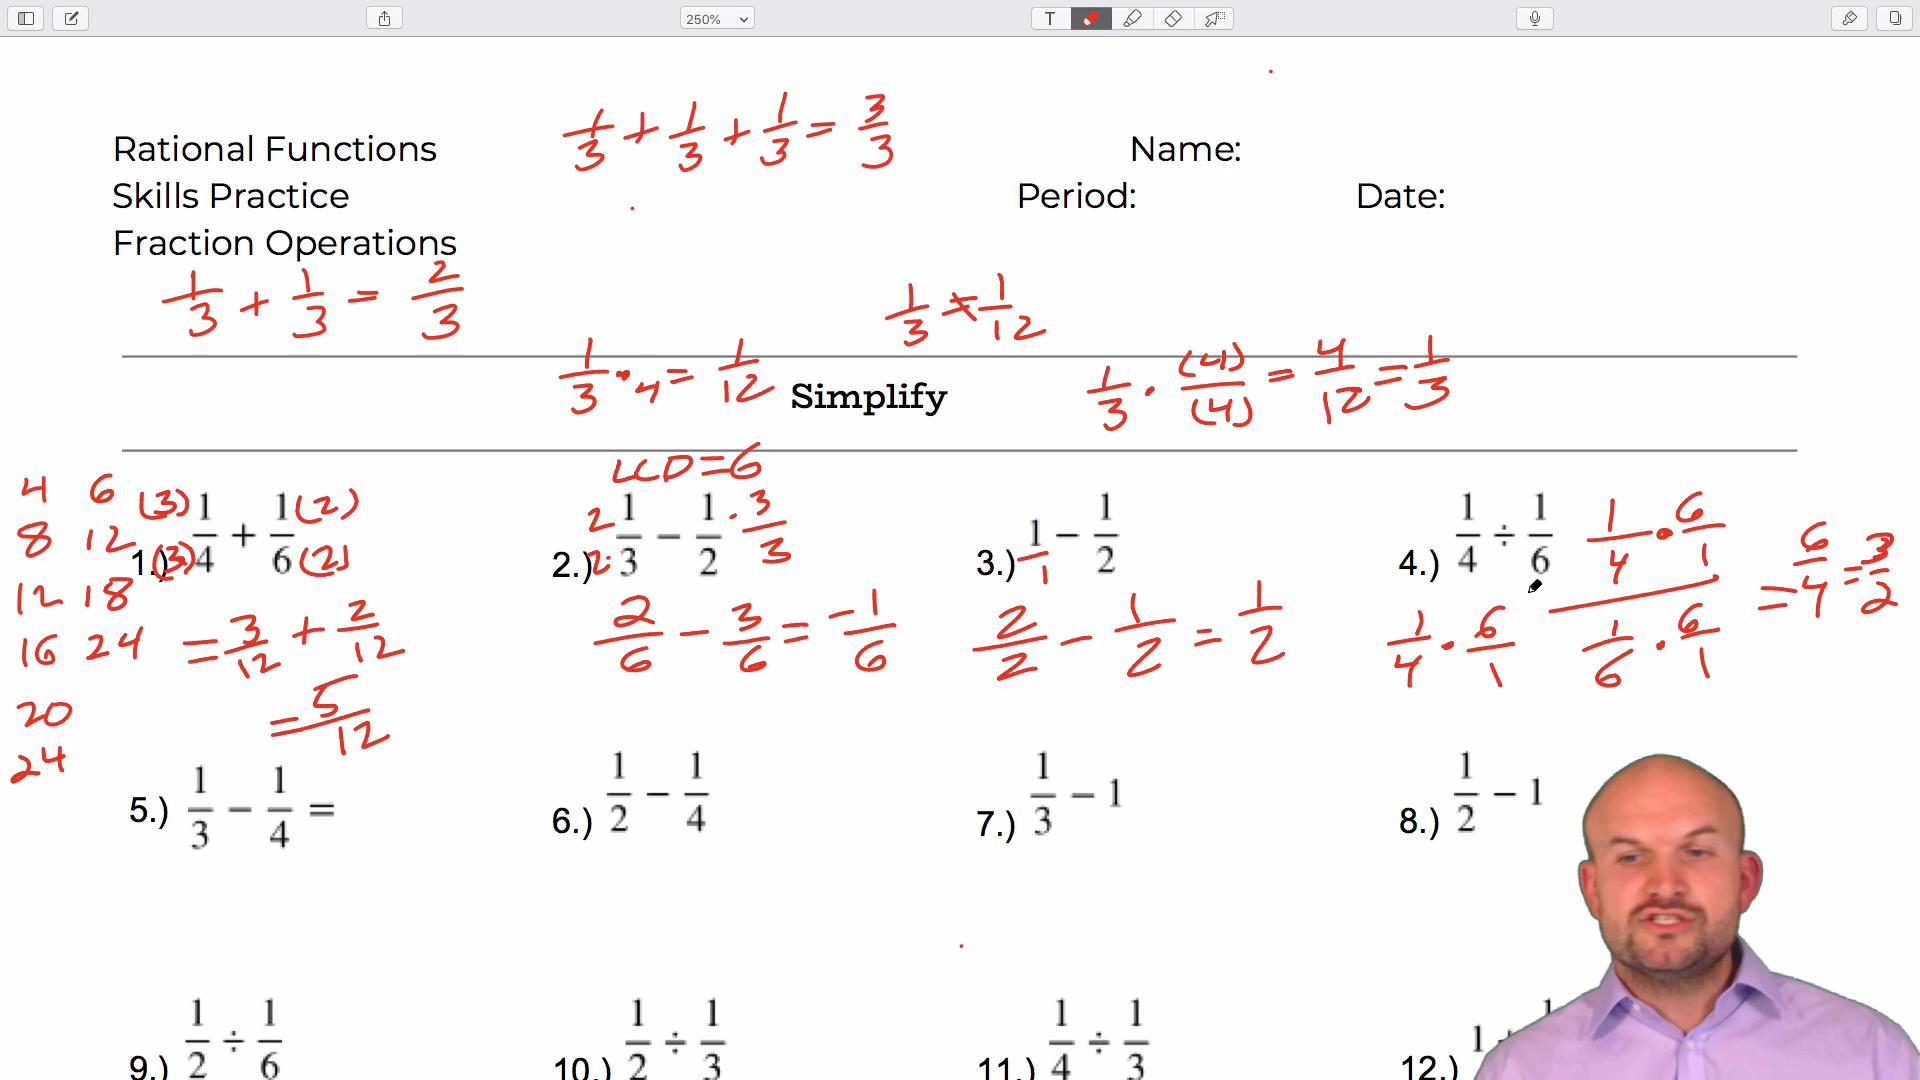 250%
T
1/3 + 1/3 + 1/3 = 3/3
Rational Functions
Name:
Skills Practice
Period:
Date:
Fraction Operations
1/3 + 1/3 = 2/3
1/3 ≠ 1/12
1/3 · 4 = 1/12
Simplify
1/3 · (4)/(4) = 4/12 = 1/3
LCD = 6
4 6
8 12
12 18
16 24
20
24
1.) (3)1/(3)4 + 1(2)/6(2)
= 3/12 + 2/12
= 5/12
2.) 2/2 · 1/3 − 1/2 · 3/3
2/6 − 3/6 = −1/6
3.) 1/1 − 1/2
2/2 − 1/2 = 1/2
4.) 1/4 ÷ 1/6
1/4 · 6/1
1/4 · 6/1
1/6 · 6/1
= 6/4 = 3/2
5.) 1/3 − 1/4 =
6.) 1/2 − 1/4
7.) 1/3 − 1
8.) 1/2 − 1
9.) 1/2 ÷ 1/6
10.) 1/2 ÷ 1/3
11.) 1/4 ÷ 1/3
12.) 1